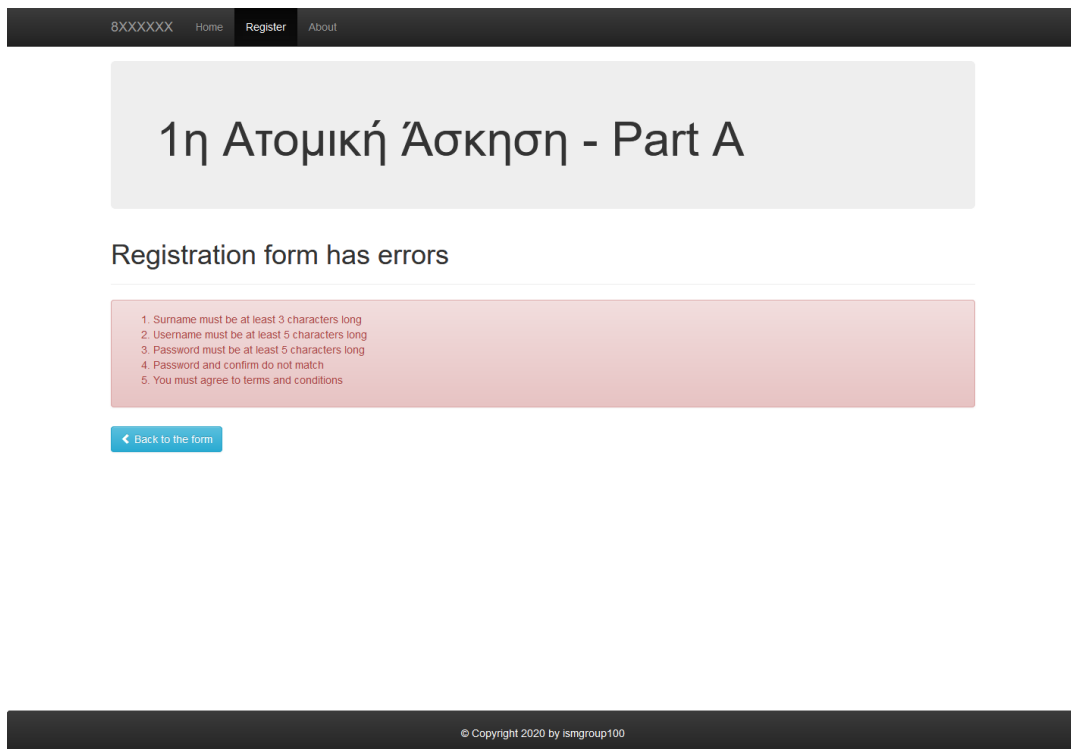 8XXXXXX Home Register About
1η Ατομική Άσκηση - Part A
Registration form has errors
1. Surname must be at least 3 characters long
2. Username must be at least 5 characters long
3. Password must be at least 5 characters long
4. Password and confirm do not match
5. You must agree to terms and conditions
Back to the form
© Copyright 2020 by ismgroup100